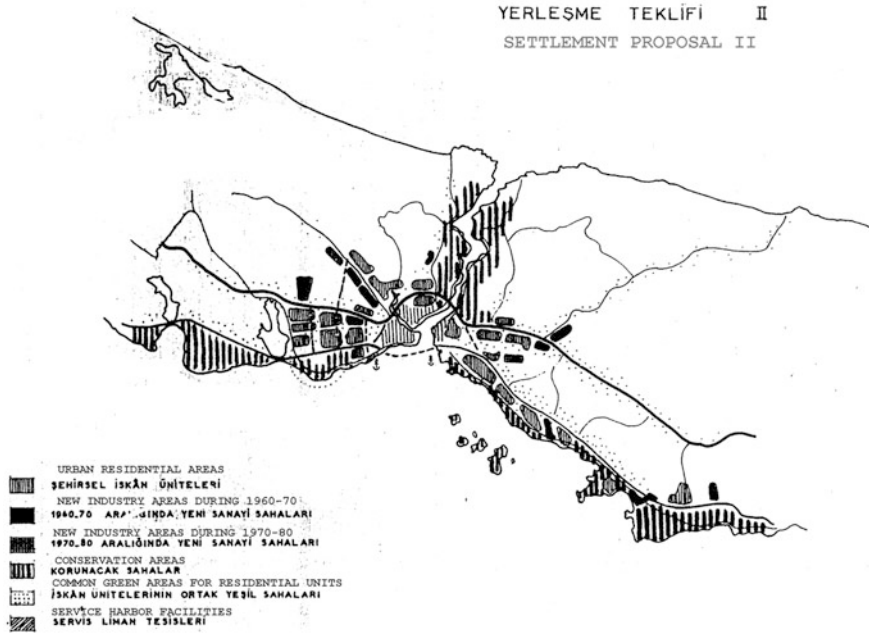 YERLEŞME TEKLİFİ II
SETTLEMENT PROPOSAL II
URBAN RESIDENTIAL AREAS
ŞEHİRSEL İSKÂN ÜNİTELERİ
NEW INDUSTRY AREAS DURING 1960-70
1960.70 YENİ SANAYİ SAHALARI
NEW INDUSTRY AREAS DURING 1970-80
1970.80 ARALIĞINDA YENİ SANAYİ SAHALARI
CONSERVATION AREAS
KORUNACAK SAHALAR
COMMON GREEN AREAS FOR RESIDENTIAL UNITS
İSKÂN ÜNİTELERİNİN ORTAK YEŞİL SAHALARI
SERVICE HARBOR FACILITIES
SERVİS LİMAN TESİSLERİ